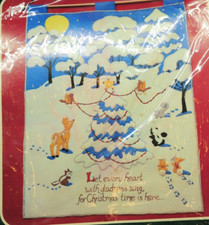 Let every heart
with gladness sing,
for Christmas time is here...